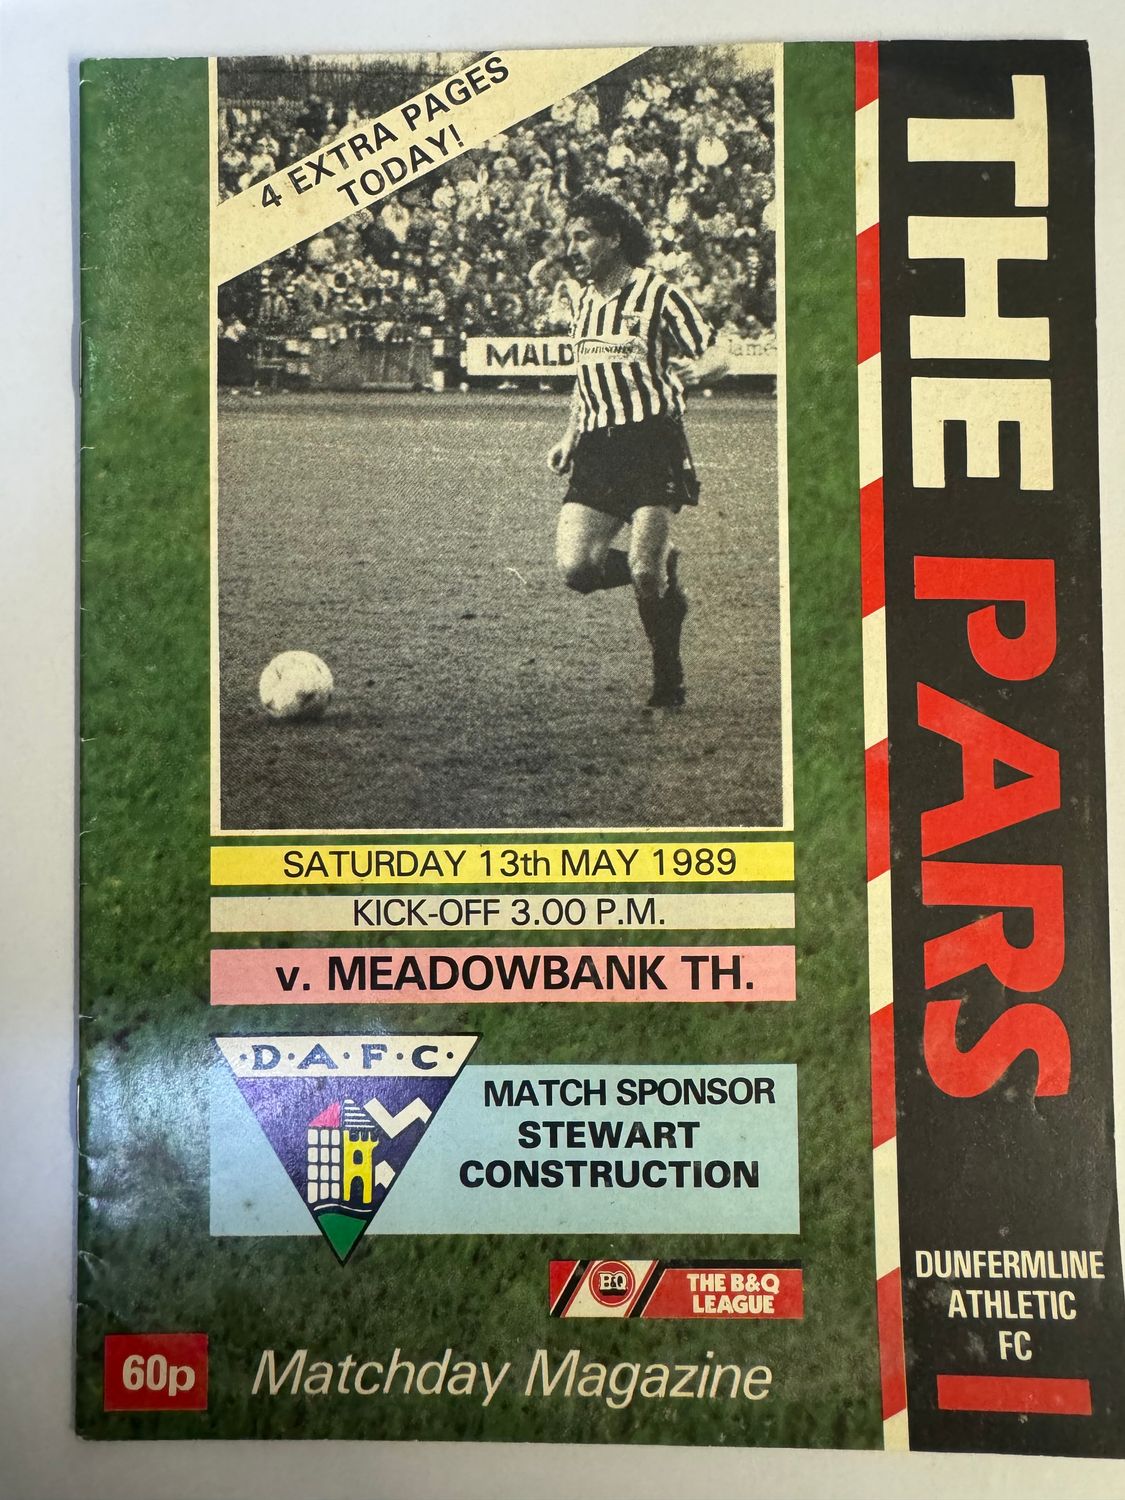 4 EXTRA PAGES
TODAY!
MALD
SATURDAY 13th MAY 1989
KICK-OFF 3.00 P.M.
v. MEADOWBANK TH.
·D·A·F·C·
MATCH SPONSOR
STEWART
CONSTRUCTION
B&Q
THE B&Q
LEAGUE
60p
Matchday Magazine
THE PARS
DUNFERMLINE
ATHLETIC
FC